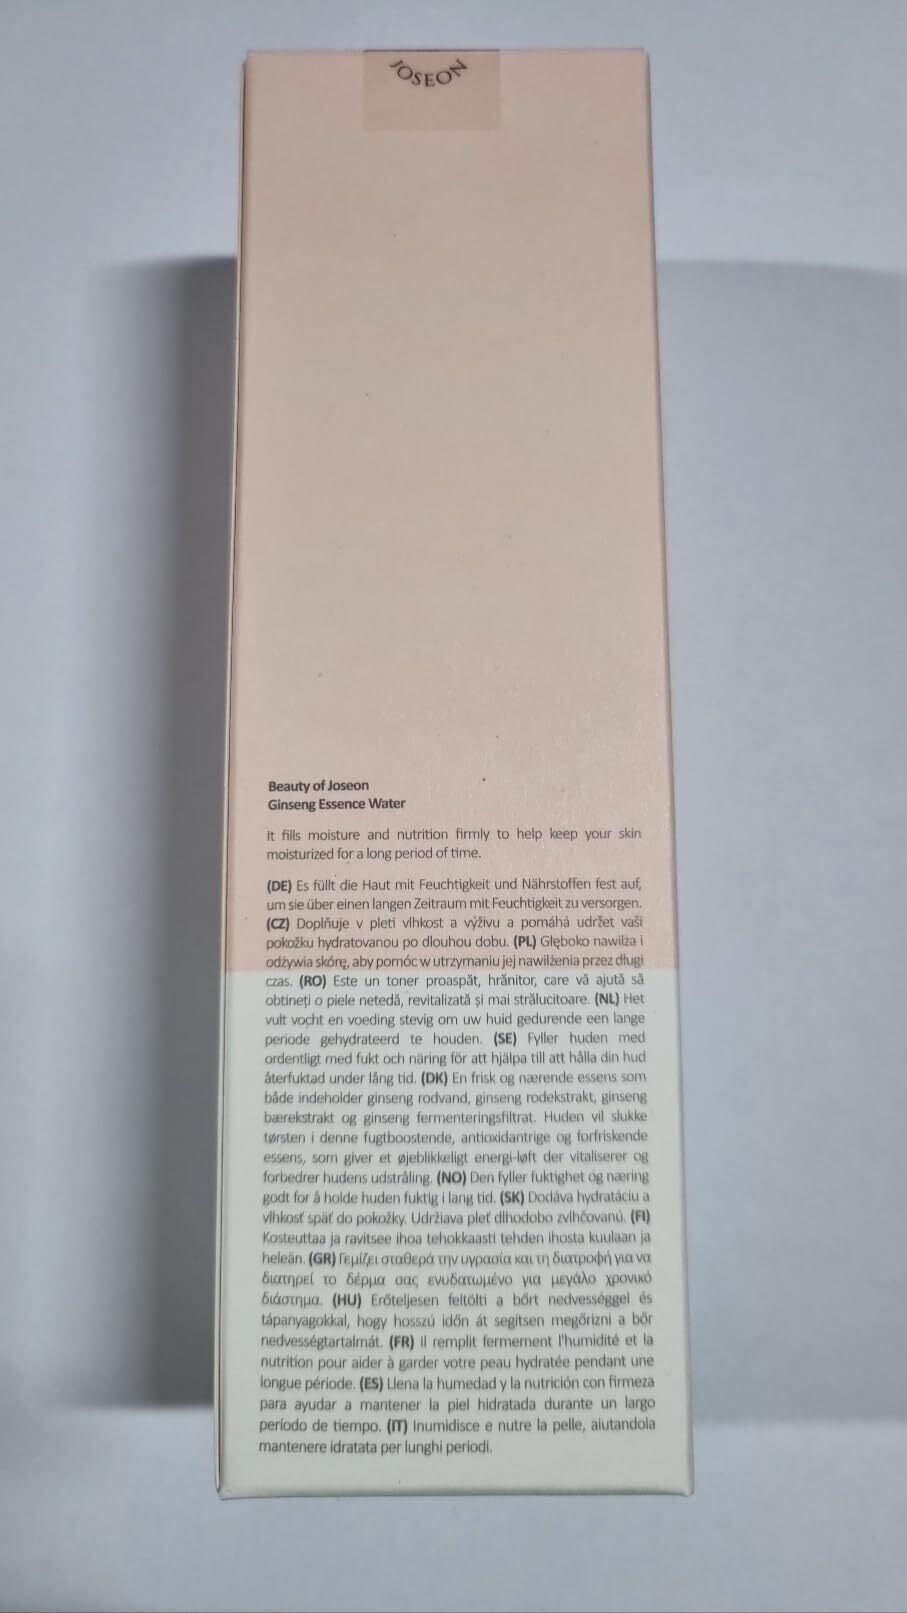 JOSEON
Beauty of Joseon
Ginseng Essence Water
It fills moisture and nutrition firmly to help keep your skin
moisturized for a long period of time.
(DE) Es füllt die Haut mit Feuchtigkeit und Nährstoffen fest auf,
um sie über einen langen Zeitraum mit Feuchtigkeit zu versorgen.
(CZ) Doplňuje v pleti vlhkost a výživu a pomáhá udržet vaši
pokožku hydratovanou po dlouhou dobu. (PL) Głęboko nawilża i
odżywia skórę, aby pomóc w utrzymaniu jej nawilżenia przez długi
czas. (RO) Este un toner proaspăt, hrănitor, care vă ajută să
obtineți o piele netedă, revitalizată și mai strălucitoare. (NL) Het
vult vocht en voeding stevig om uw huid gedurende een lange
periode gehydrateerd te houden. (SE) Fyller huden med
ordentligt med fukt och näring för att hjälpa till att hålla din hud
återfuktad under lång tid. (DK) En frisk og nærende essens som
både indeholder ginseng rodvand, ginseng rodekstrakt, ginseng
bærekstrakt og ginseng fermenteringsfiltrat. Huden vil slukke
tørsten i denne fugtboostende, antioxidantrige og forfriskende
essens, som giver et øjeblikkeligt energi-løft der vitaliserer og
forbedrer hudens udstråling. (NO) Den fyller fuktighet og næring
godt for å holde huden fuktig i lang tid. (SK) Dodáva hydratáciu a
vlhkosť späť do pokožky. Udržiava pleť dlhodobo zvlhčovanú. (FI)
Kosteuttaa ja ravitsee ihoa tehokkaasti tehden ihosta kuulaan ja
heleän. (GR) Γεμίζει σταθερά την υγρασία και τη διατροφή για να
διατηρεί το δέρμα σας ενυδατωμένο για μεγάλο χρονικό
διάστημα. (HU) Erőteljesen feltölti a bőrt nedvességgel és
tápanyagokkal, hogy hosszú időn át segítsen megőrizni a bőr
nedvességtartalmát. (FR) Il remplit fermement l'humidité et la
nutrition pour aider à garder votre peau hydratée pendant une
longue période. (ES) Llena la humedad y la nutrición con firmeza
para ayudar a mantener la piel hidratada durante un largo
período de tiempo. (IT) Inumidisce e nutre la pelle, aiutandola
mantenere idratata per lunghi periodi.